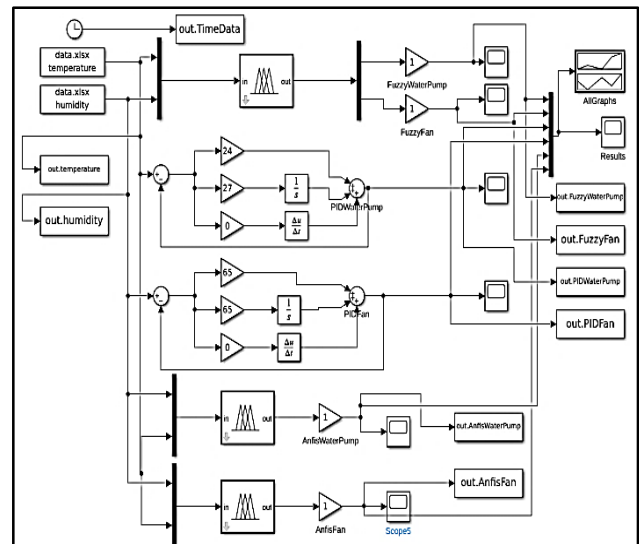 out.TimeData
data.xlsx
temperature
data.xlsx
humidity
in
out
1
FuzzyWaterPump
1
FuzzyFan
AllGraphs
Results
out.temperature
out.humidity
24
27
1
s
0
Δu
Δt
PIDWaterPump
out.FuzzyWaterPump
out.FuzzyFan
out.PIDWaterPump
out.PIDFan
65
65
1
s
0
Δu
Δt
PIDFan
in
out
1
AnfisWaterPump
out.AnfisWaterPump
in
out
1
AnfisFan
Scope5
out.AnfisFan